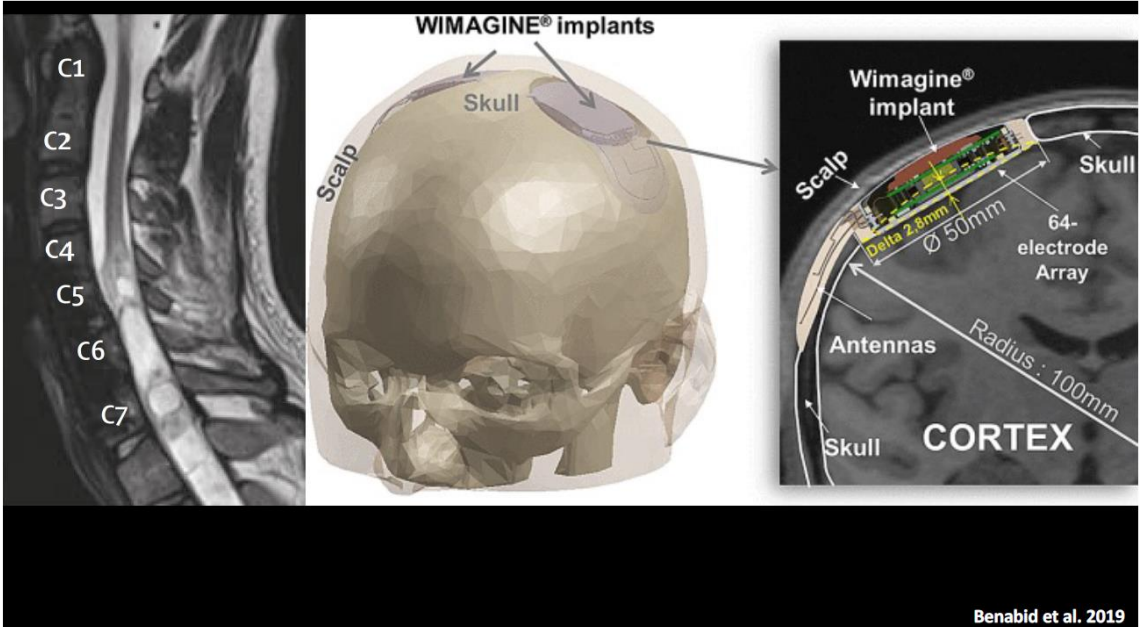 C1
C2
C3
C4
C5
C6
C7
WIMAGINE® implants
Skull
Scalp
Wimagine®
implant
Scalp
Skull
Delta 2,8mm
Ø 50mm
64-
electrode
Array
Antennas
Radius : 100mm
Skull
CORTEX
Benabid et al. 2019